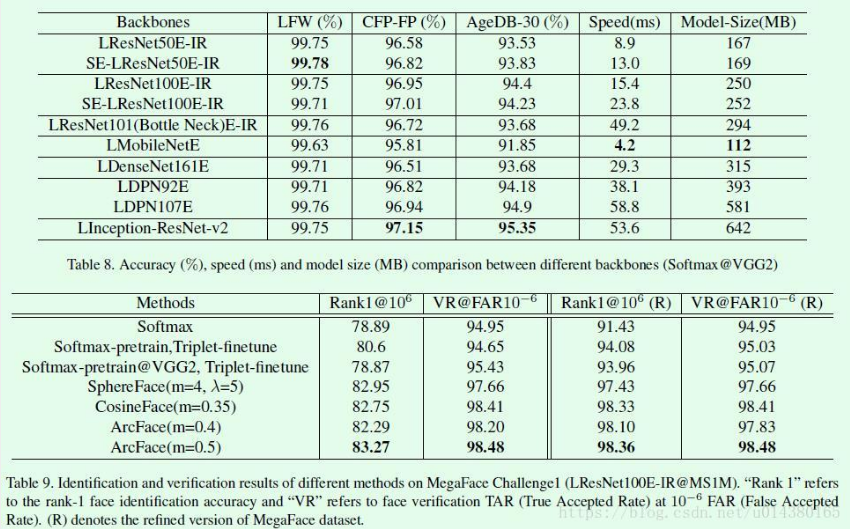 Backbones LFW (%) CFP-FP (%) AgeDB-30 (%) Speed(ms) Model-Size(MB)
LResNet50E-IR 99.75 96.58 93.53 8.9 167
SE-LResNet50E-IR 99.78 96.82 93.83 13.0 169
LResNet100E-IR 99.75 96.95 94.4 15.4 250
SE-LResNet100E-IR 99.71 97.01 94.23 23.8 252
LResNet101(Bottle Neck)E-IR 99.76 96.72 93.68 49.2 294
LMobileNetE 99.63 95.81 91.85 4.2 112
LDenseNet161E 99.71 96.51 93.68 29.3 315
LDPN92E 99.71 96.82 94.18 38.1 393
LDPN107E 99.76 96.94 94.9 58.8 581
LInception-ResNet-v2 99.75 97.15 95.35 53.6 642
Table 8. Accuracy (%), speed (ms) and model size (MB) comparison between different backbones (Softmax@VGG2)
Methods Rank1@10⁶ VR@FAR10⁻⁶ Rank1@10⁶ (R) VR@FAR10⁻⁶ (R)
Softmax 78.89 94.95 91.43 94.95
Softmax-pretrain,Triplet-finetune 80.6 94.65 94.08 95.03
Softmax-pretrain@VGG2, Triplet-finetune 78.87 95.43 93.96 95.07
SphereFace(m=4, λ=5) 82.95 97.66 97.43 97.66
CosineFace(m=0.35) 82.75 98.41 98.33 98.41
ArcFace(m=0.4) 82.29 98.20 98.10 97.83
ArcFace(m=0.5) 83.27 98.48 98.36 98.48
Table 9. Identification and verification results of different methods on MegaFace Challenge1 (LResNet100E-IR@MS1M). “Rank 1” refers
to the rank-1 face identification accuracy and “VR” refers to face verification TAR (True Accepted Rate) at 10⁻⁶ FAR (False Accepted
Rate). (R) denotes the refined version of MegaFace dataset.
https://blog.csdn.net/u014380165